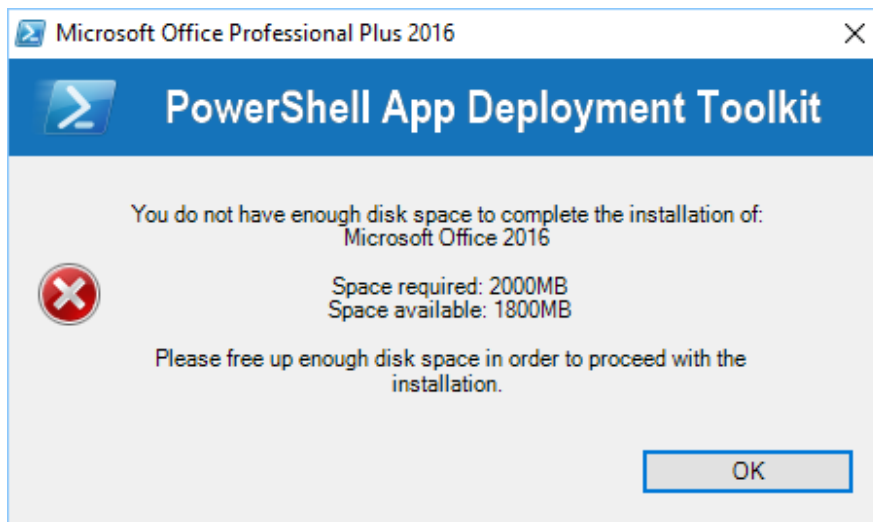 Microsoft Office Professional Plus 2016
PowerShell App Deployment Toolkit
You do not have enough disk space to complete the installation of:
Microsoft Office 2016
Space required: 2000MB
Space available: 1800MB
Please free up enough disk space in order to proceed with the
installation.
OK